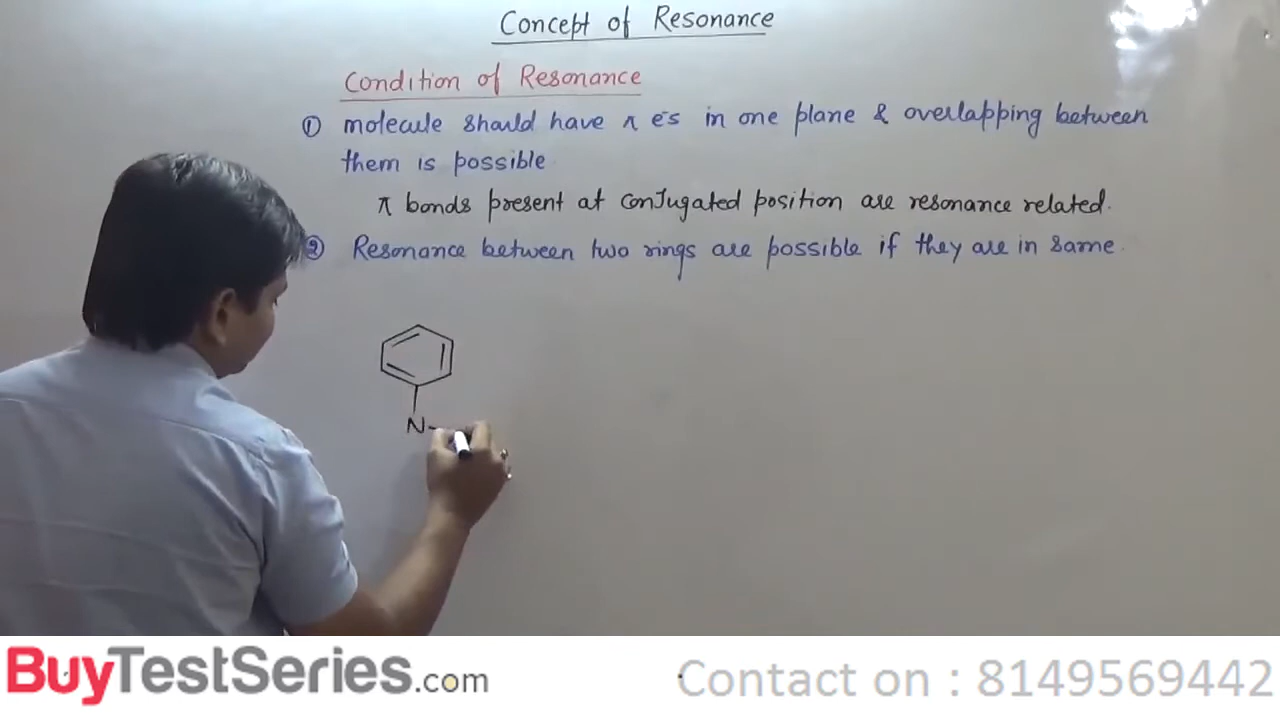 Concept of Resonance
Condition of Resonance
① molecule should have π e⁻s in one plane & overlapping between
them is possible
π bonds present at conjugated position are resonance related.
② Resonance between two rings are possible if they are in same.
N-
BuyTestSeries.com
Contact on : 8149569442